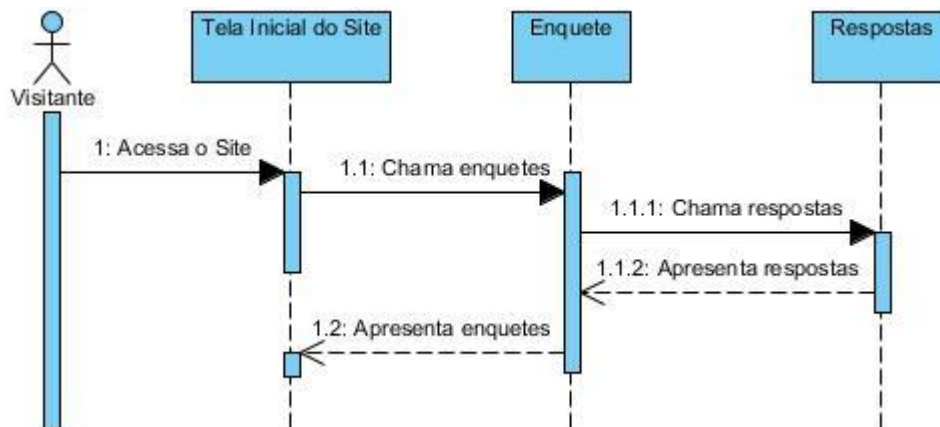 Tela Inicial do Site
Enquete
Respostas
Visitante
1: Acessa o Site
1.1: Chama enquetes
1.1.1: Chama respostas
1.1.2: Apresenta respostas
1.2: Apresenta enquetes